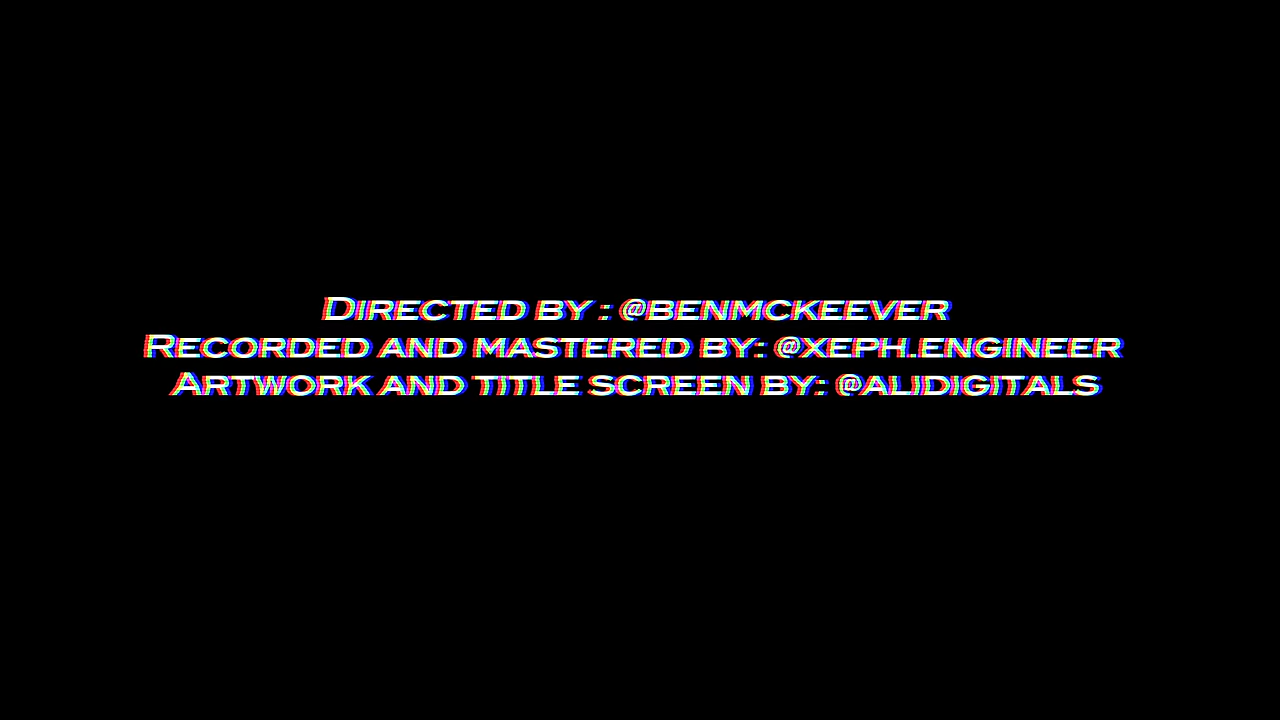 Directed by : @benmckeever
Recorded and mastered by: @xeph.engineer
Artwork and title screen by: @alidigitals